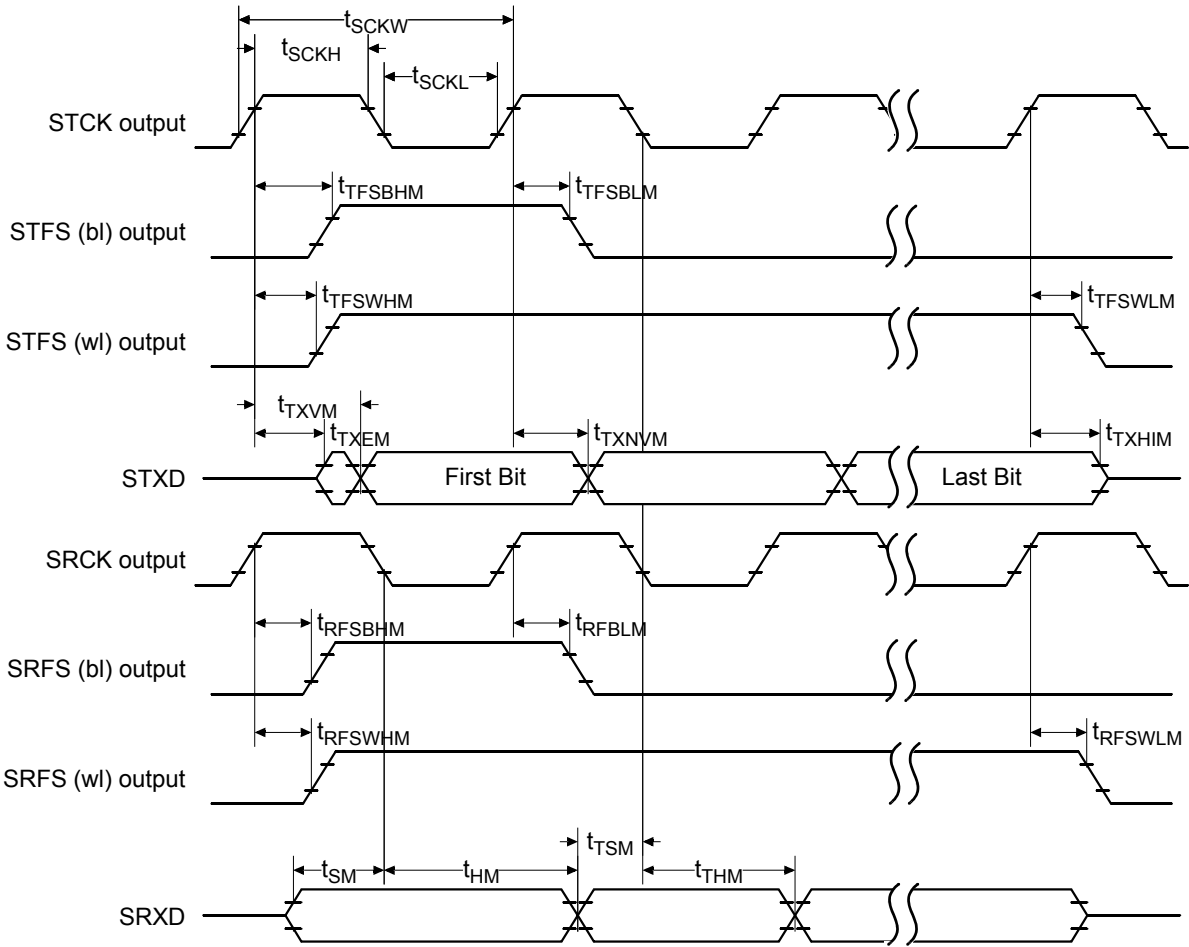 tSCKW
tSCKH
tSCKL
STCK output
tTFSBHM
tTFSBLM
STFS (bl) output
tTFSWHM
tTFSWLM
STFS (wl) output
tTXVM
tTXEM
tTXNVM
tTXHIM
STXD
First Bit
Last Bit
SRCK output
tRFSBHM
tRFBLM
SRFS (bl) output
tRFSWHM
tRFSWLM
SRFS (wl) output
tTSM
tSM
tHM
tTHM
SRXD